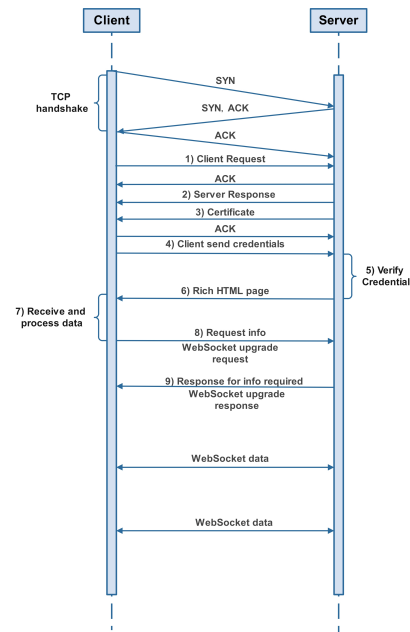 Client
Server
SYN
TCP
handshake
SYN, ACK
ACK
1) Client Request
ACK
2) Server Response
3) Certificate
ACK
4) Client send credentials
5) Verify
Credential
6) Rich HTML page
7) Receive and
process data
8) Request info
WebSocket upgrade
request
9) Response for info required
WebSocket upgrade
response
WebSocket data
WebSocket data